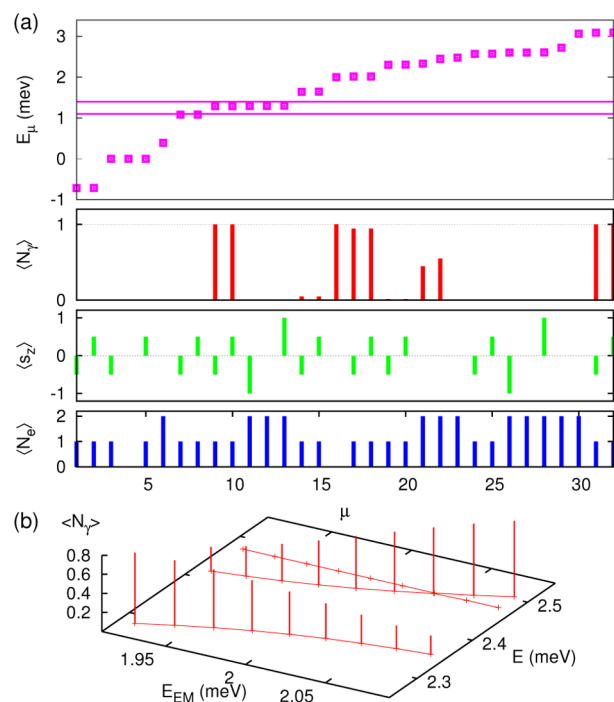 (a)
3
2
1
0
-1
E_μ (mev)
1
0
⟨N_γ⟩
1
0
-1
⟨s_z⟩
2
1
0
⟨N_e⟩
5 10 15 20 25 30
μ
(b)
<N_γ>
0.8
0.6
0.4
0.2
1.95 2 2.05
E_EM (meV)
2.3 2.4 2.5
E (meV)